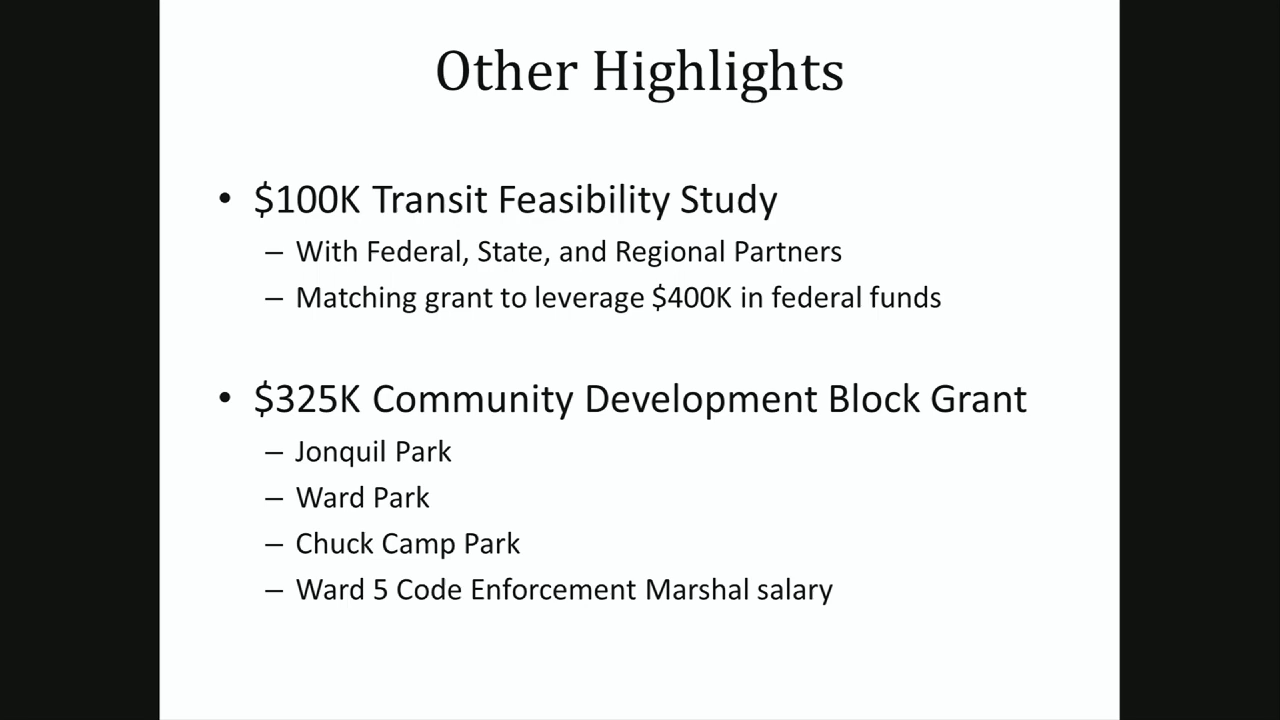 Other Highlights
• $100K Transit Feasibility Study
– With Federal, State, and Regional Partners
– Matching grant to leverage $400K in federal funds
• $325K Community Development Block Grant
– Jonquil Park
– Ward Park
– Chuck Camp Park
– Ward 5 Code Enforcement Marshal salary